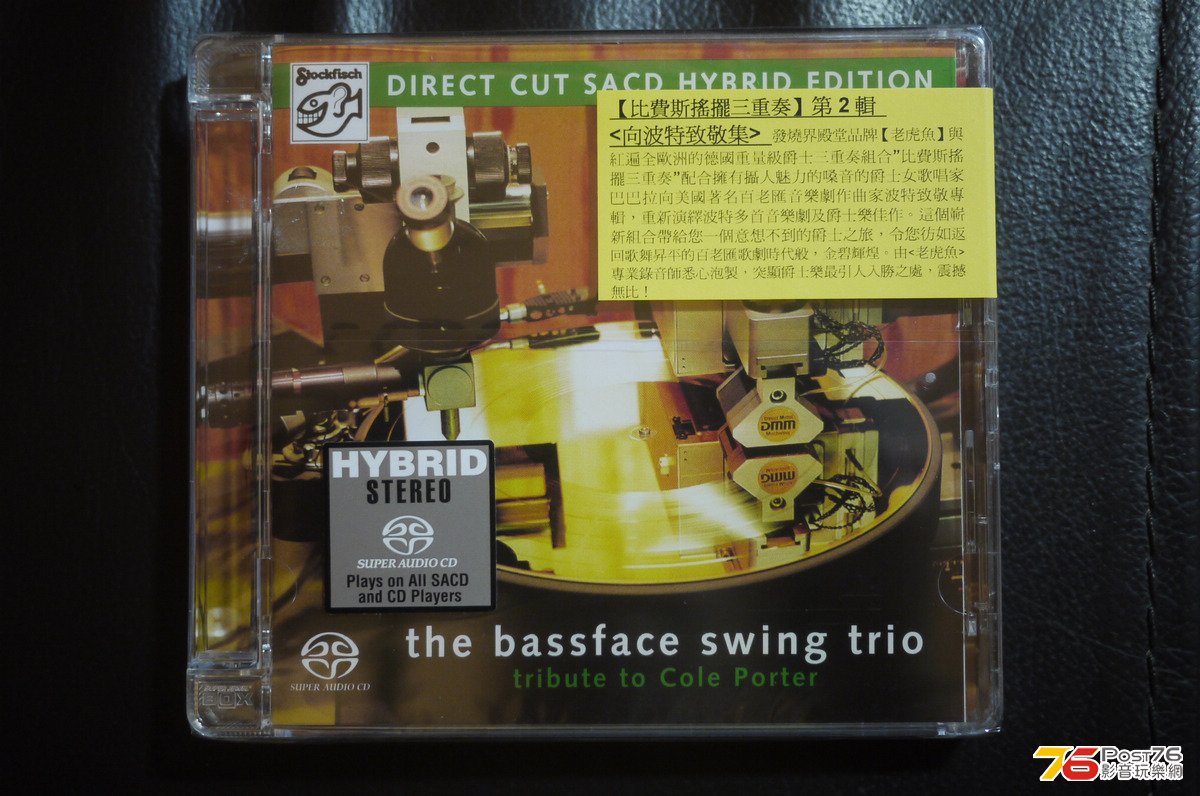 Stockfisch
DIRECT CUT SACD HYBRID EDITION
【比費斯搖擺三重奏】第2輯
<向波特致敬集> 發燒界殿堂品牌【老虎魚】與
紅遍全歐洲的德國重量級爵士三重奏組合"比費斯搖
擺三重奏"配合擁有攝人魅力的嗓音的爵士女歌唱家
巴巴拉向美國著名百老匯音樂劇作曲家波特致敬專
輯，重新演繹波特多首音樂劇及爵士樂佳作。這個嶄
新組合帶給您一個意想不到的爵士之旅，令您彷如返
回歌舞昇平的百老匯歌劇時代般，金碧輝煌。由<老虎魚>
專業錄音師悉心泡製，突顯爵士樂最引人入勝之處，震撼
無比！
DMM
HYBRID
STEREO
SUPER AUDIO CD
Plays on All SACD
and CD Players
the bassface swing trio
tribute to Cole Porter
SUPER AUDIO CD
76 Post76
影音玩樂網